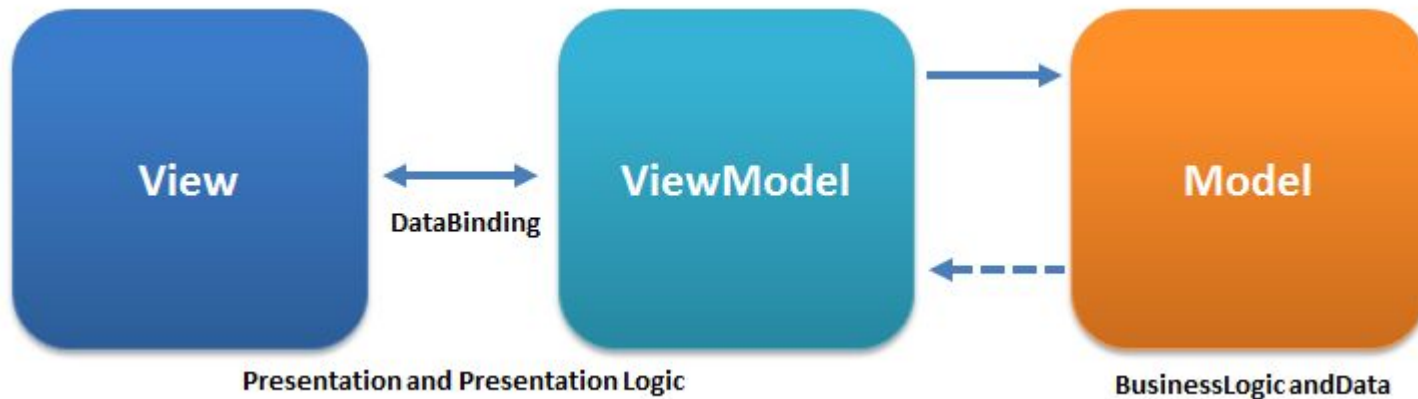 View
ViewModel
Model
DataBinding
Presentation and Presentation Logic
BusinessLogic andData